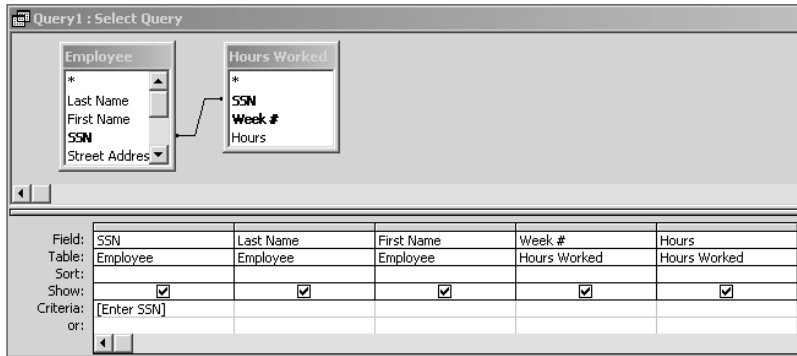 Query1 : Select Query
Employee
*
Last Name
First Name
SSN
Street Addres
Hours Worked
*
SSN
Week #
Hours
Field: SSN Last Name First Name Week # Hours
Table: Employee Employee Employee Hours Worked Hours Worked
Sort:
Show:
Criteria: [Enter SSN]
or: